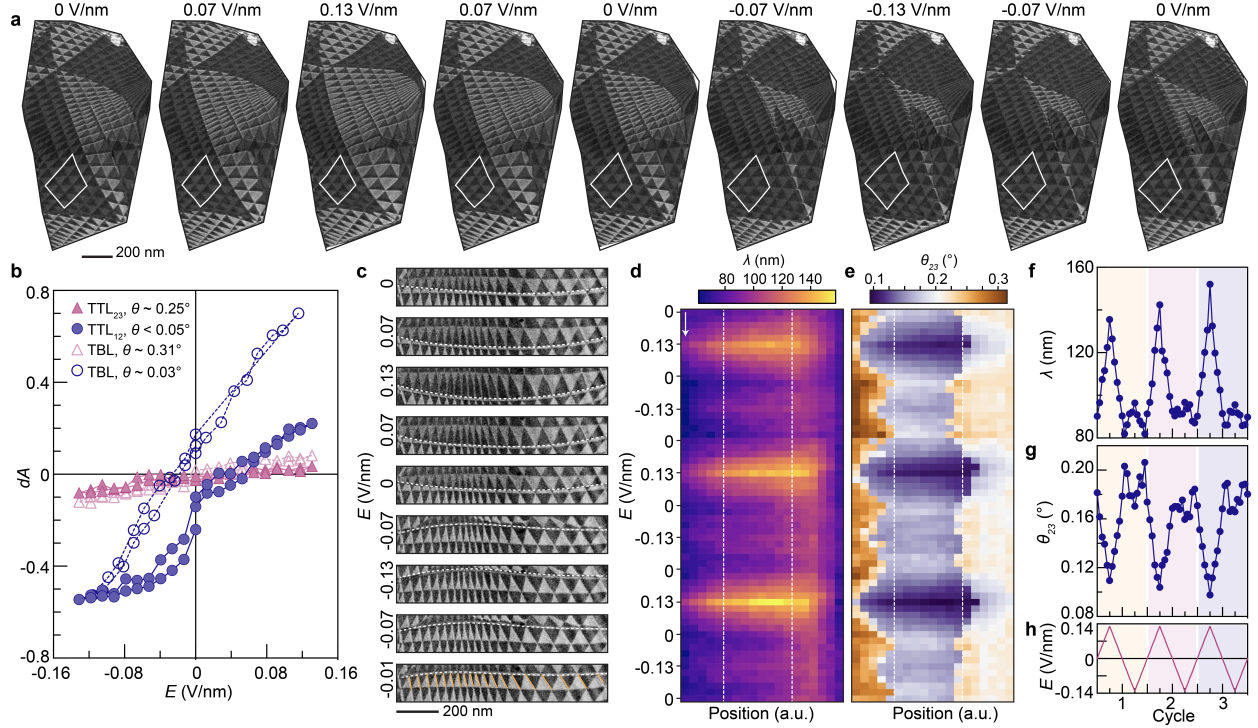 a
0 V/nm 0.07 V/nm 0.13 V/nm 0.07 V/nm 0 V/nm -0.07 V/nm -0.13 V/nm -0.07 V/nm 0 V/nm
200 nm
b
0.8
0.4
0
-0.4
-0.8
dA
TTL23, θ ~ 0.25°
TTL12, θ < 0.05°
TBL, θ ~ 0.31°
TBL, θ ~ 0.03°
-0.16 -0.08 0 0.08 0.16
E (V/nm)
c
0
0.07
0.13
0.07
0
-0.07
-0.13
-0.07
-0.01
E (V/nm)
200 nm
d
λ (nm)
80 100 120 140
0
0.13
0
-0.13
0
0.13
0
-0.13
0
0.13
0
-0.13
0
E (V/nm)
Position (a.u.)
e
θ23 (°)
0.1 0.2 0.3
Position (a.u.)
f
160
120
80
λ (nm)
g
0.20
0.16
0.12
0.08
θ23 (°)
h
0.14
0
-0.14
E (V/nm)
1 2 3
Cycle